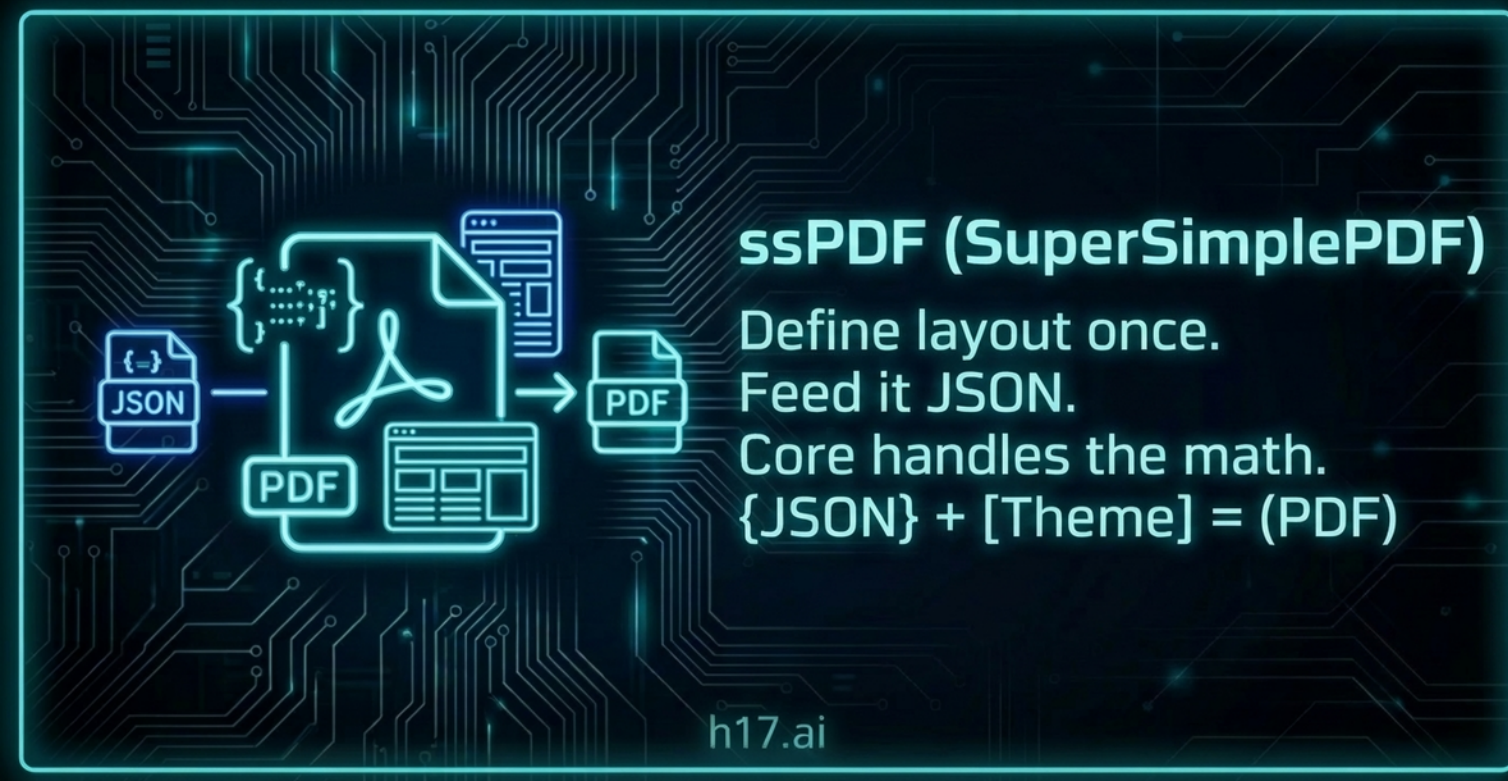 ssPDF (SuperSimplePDF)
Define layout once.
Feed it JSON.
Core handles the math.
{JSON} + [Theme] = (PDF)
{=}
JSON
PDF
PDF
h17.ai